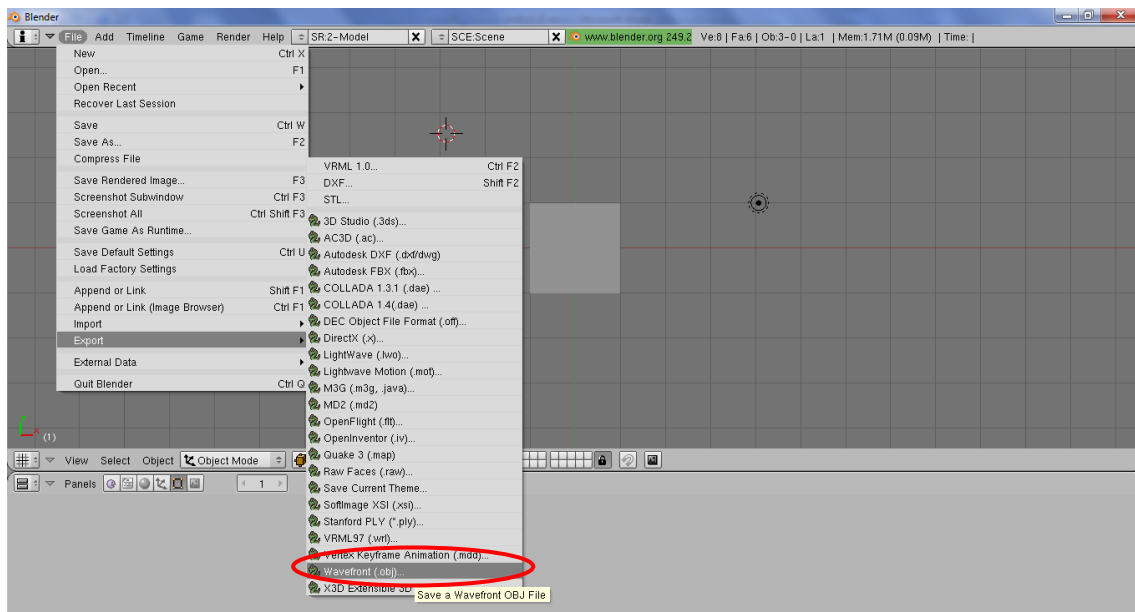 Blender
File Add Timeline Game Render Help SR:2-Model X SCE:Scene X www.blender.org 249.2 Ve:8 | Fa:6 | Ob:3-0 | La:1 | Mem:1.71M (0.09M) | Time: |
New Ctrl X
Open... F1
Open Recent
Recover Last Session
Save Ctrl W
Save As... F2
Compress File
Save Rendered Image... F3
Screenshot Subwindow Ctrl F3
Screenshot All Ctrl Shift F3
Save Game As Runtime...
Save Default Settings Ctrl U
Load Factory Settings
Append or Link Shift F1
Append or Link (Image Browser) Ctrl F1
Import
Export
External Data
Quit Blender Ctrl Q
VRML 1.0... Ctrl F2
DXF... Shift F2
STL...
3D Studio (.3ds)...
AC3D (.ac)...
Autodesk DXF (.dxf/dwg)
Autodesk FBX (.fbx)...
COLLADA 1.3.1 (.dae) ...
COLLADA 1.4(.dae) ...
DEC Object File Format (.off)...
DirectX (.x)...
LightWave (.lwo)...
Lightwave Motion (.mot)...
M3G (.m3g, .java)...
MD2 (.md2)
OpenFlight (.flt)...
OpenInventor (.iv)...
Quake 3 (.map)
Raw Faces (.raw)...
Save Current Theme...
SoftImage XSI (.xsi)...
Stanford PLY (*.ply)...
VRML97 (.wrl)...
Vertex Keyframe Animation (.mdd)...
Wavefront (.obj)...
X3D Extensible 3D
Save a Wavefront OBJ File
x
(1)
View Select Object Object Mode
Panels 1